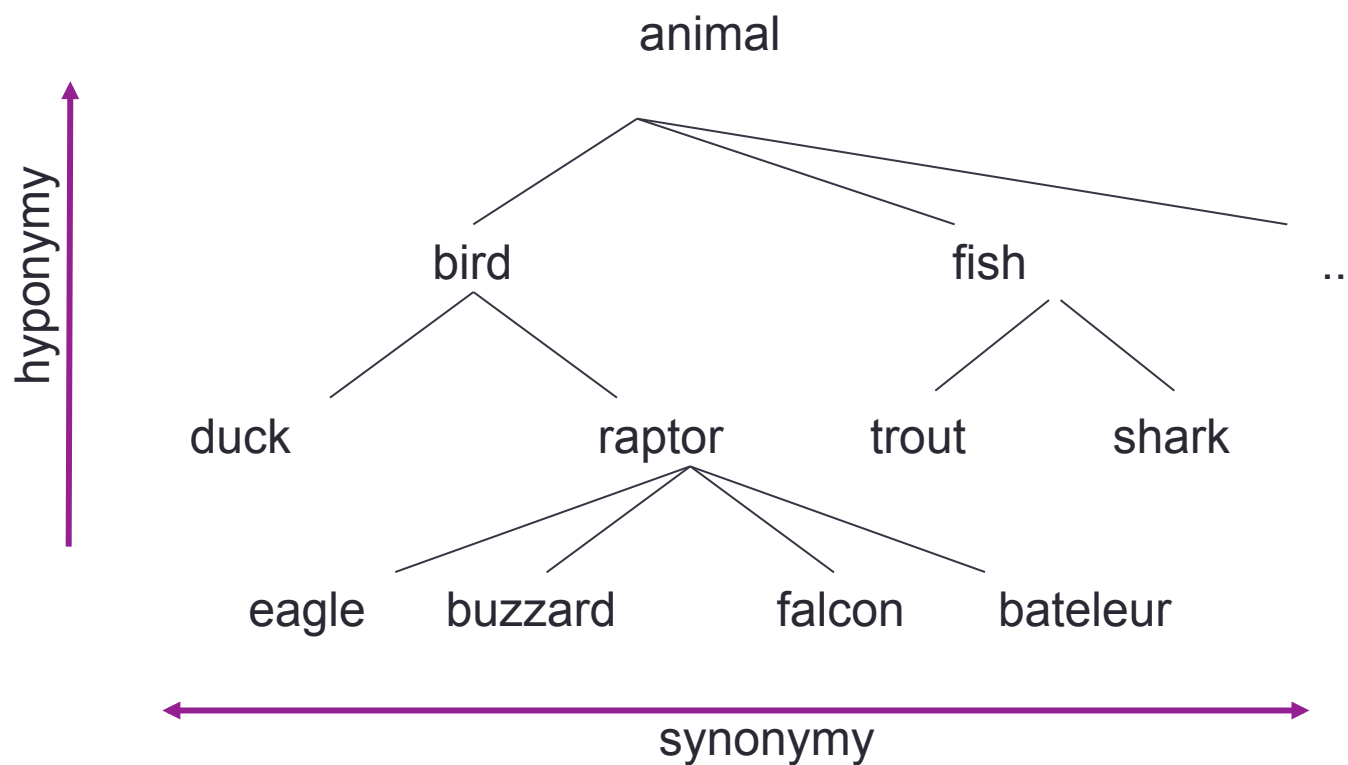 animal
hyponymy
bird fish ..
duck raptor trout shark
eagle buzzard falcon bateleur
synonymy